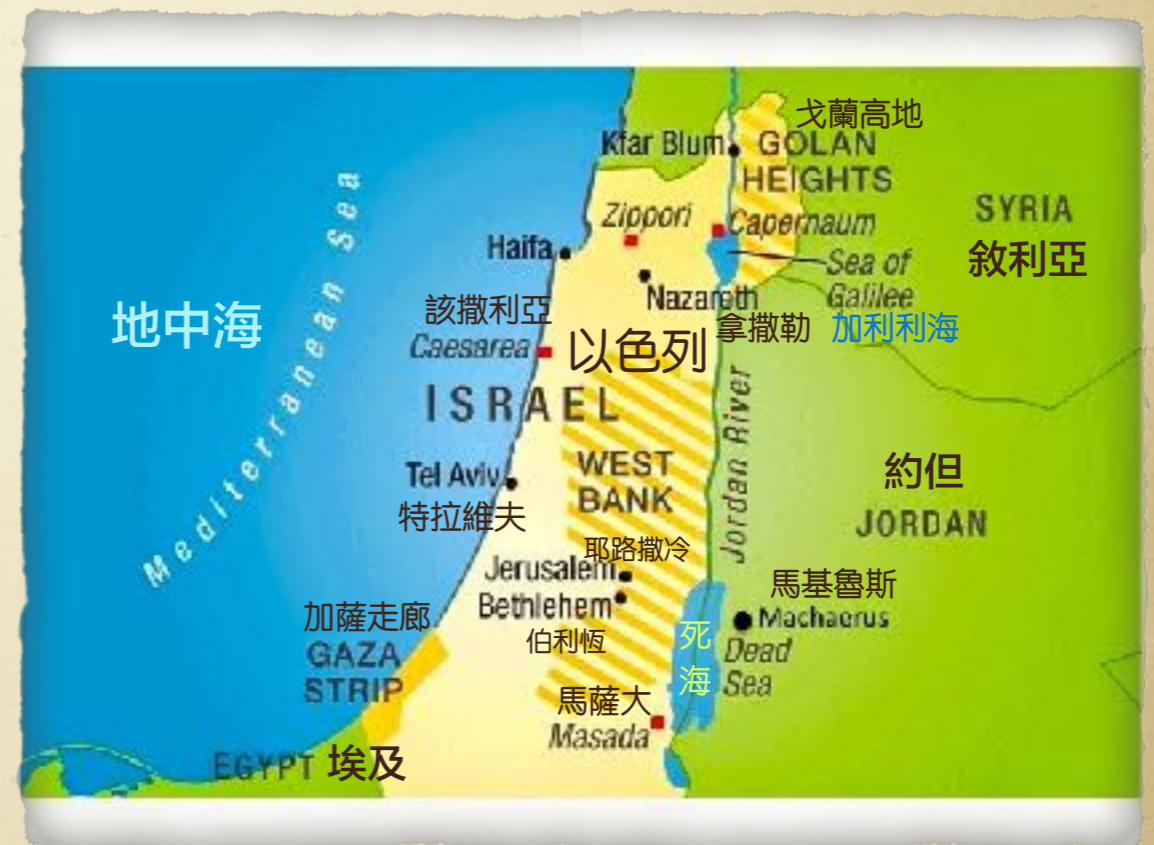 戈蘭高地
Kfar Blum
GOLAN
HEIGHTS
Zippori
Capernaum
SYRIA
敘利亞
Haifa
Sea of
Galilee
Nazareth
拿撒勒
加利利海
地中海
Mediterranean Sea
該撒利亞
Caesarea
以色列
ISRAEL
Jordan River
WEST
BANK
約但
JORDAN
Tel Aviv
特拉維夫
耶路撒冷
Jerusalem
Bethlehem
伯利恆
馬基魯斯
Machaerus
死海
Dead
Sea
加薩走廊
GAZA
STRIP
馬薩大
Masada
EGYPT 埃及